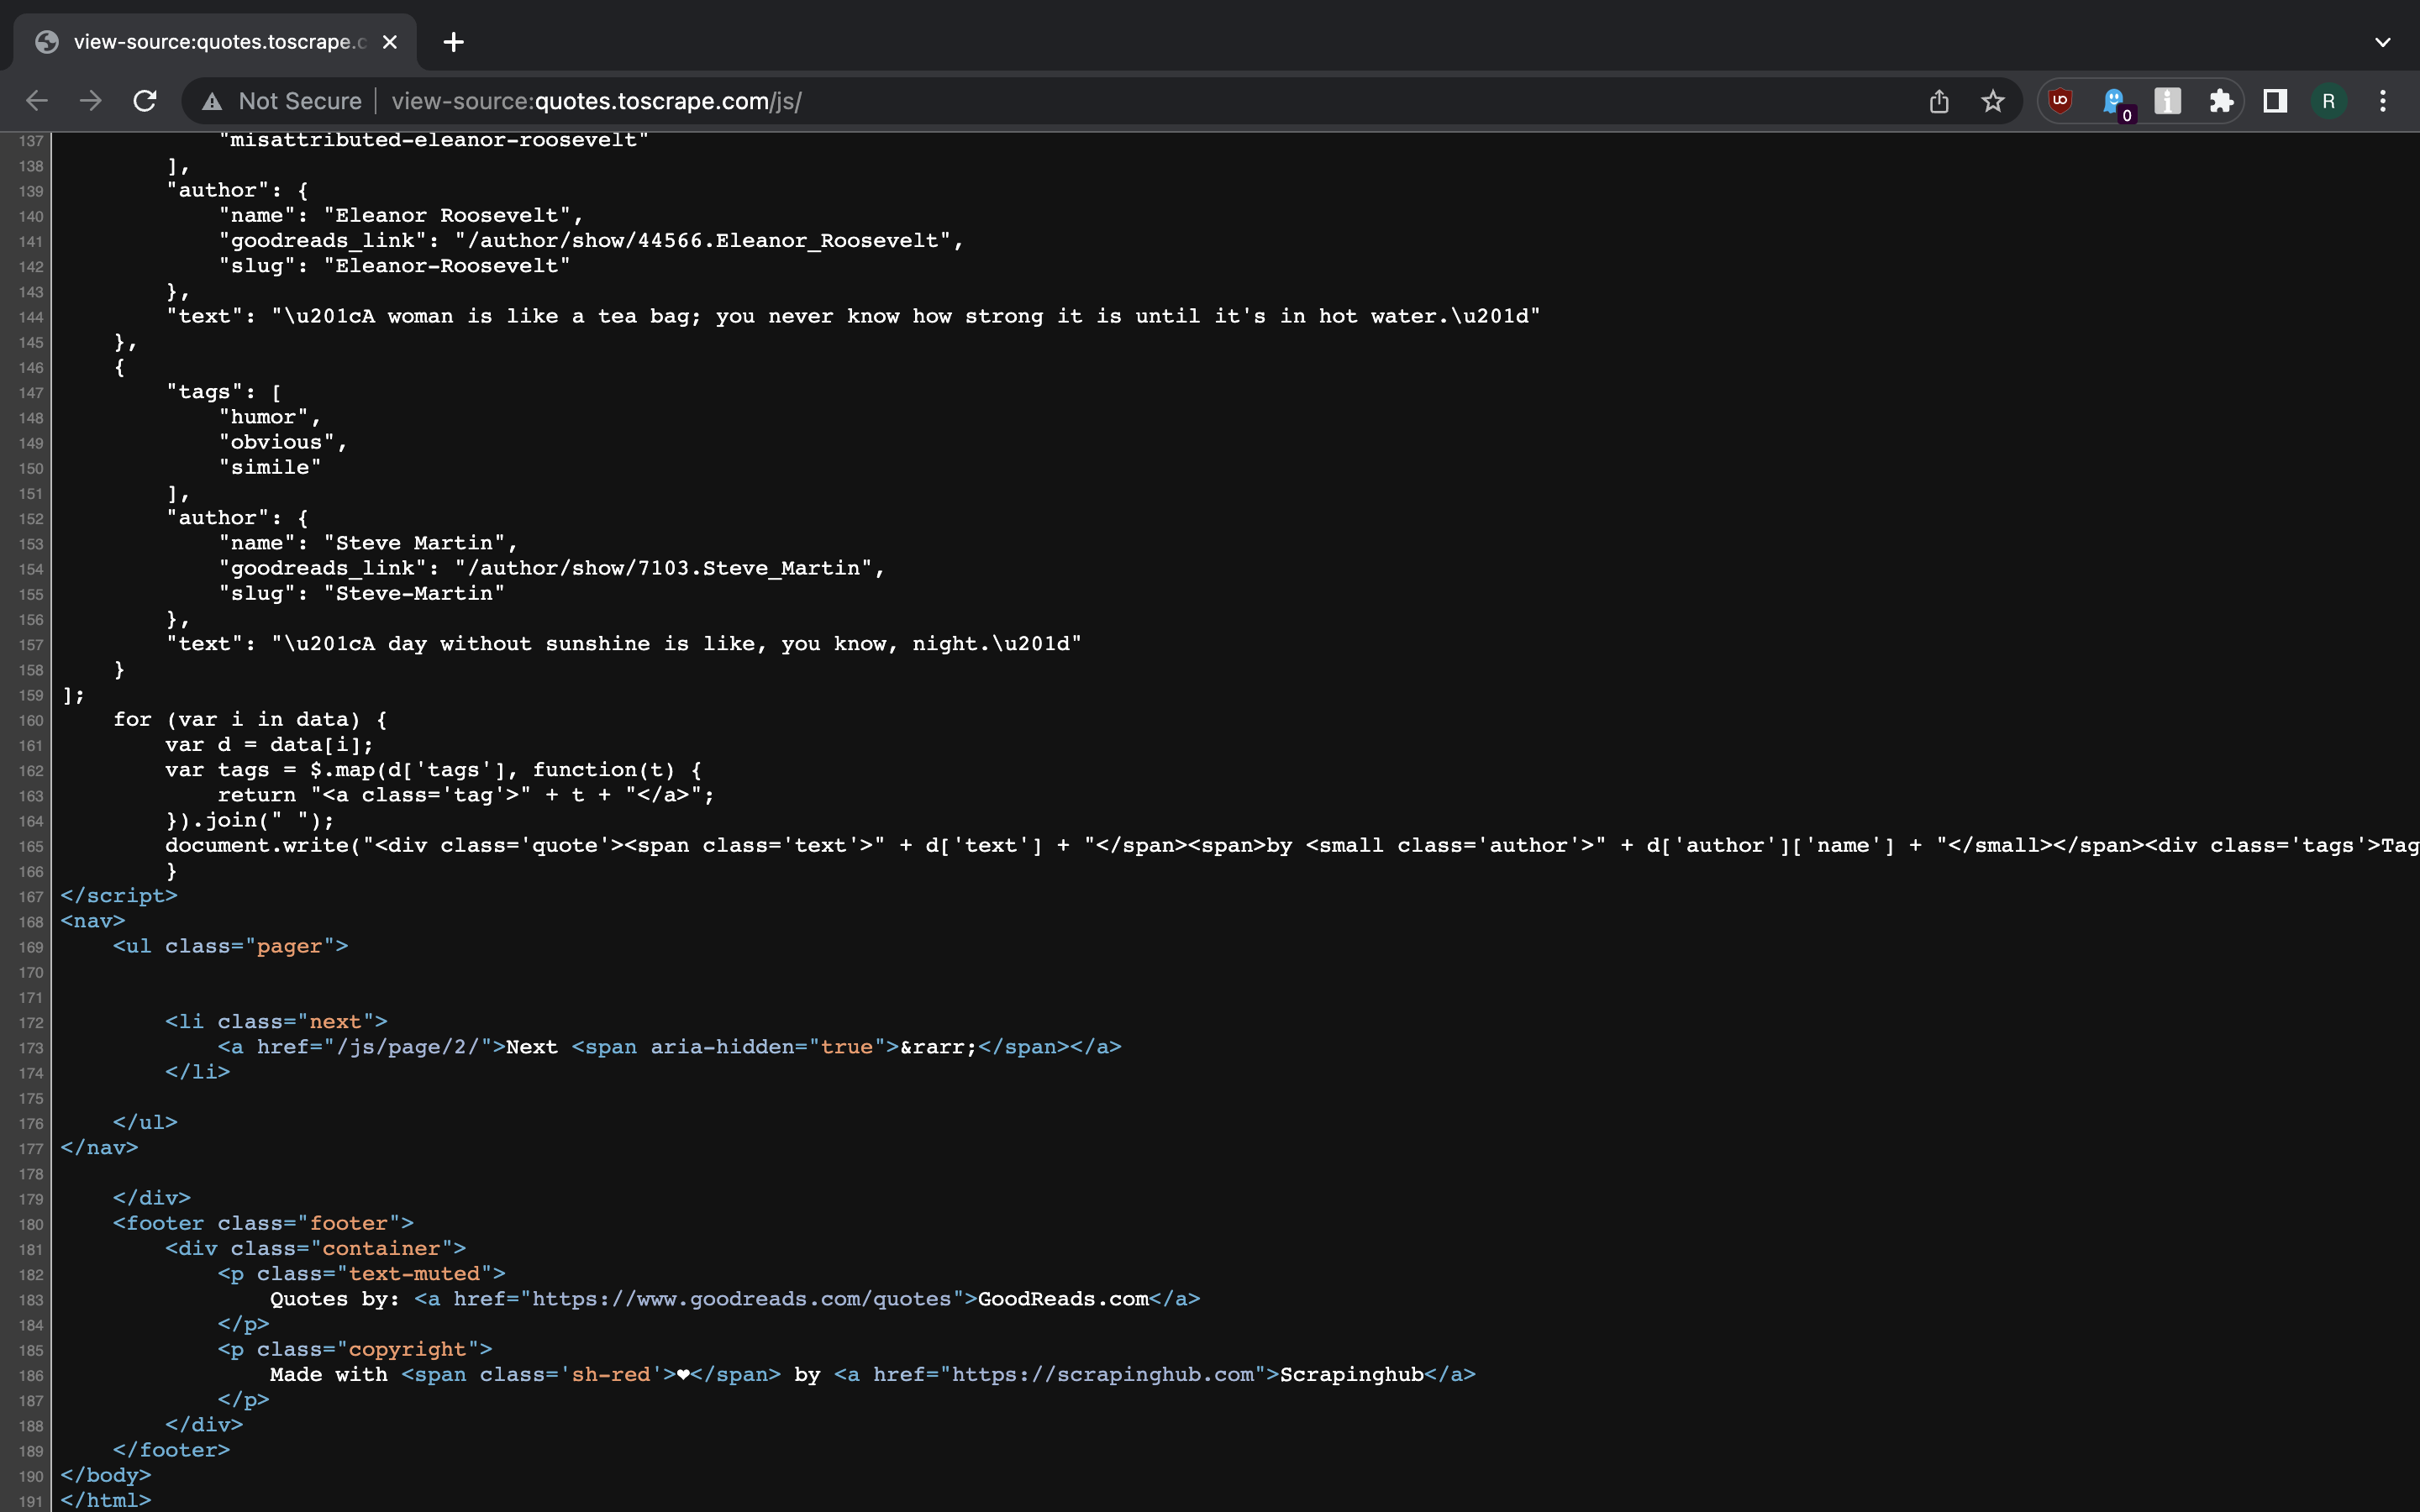 view-source:quotes.toscrape.c
Not Secure view-source:quotes.toscrape.com/js/
0
R
137 "misattributed-eleanor-roosevelt"
138 ],
139 "author": {
140 "name": "Eleanor Roosevelt",
141 "goodreads_link": "/author/show/44566.Eleanor_Roosevelt",
142 "slug": "Eleanor-Roosevelt"
143 },
144 "text": "\u201cA woman is like a tea bag; you never know how strong it is until it's in hot water.\u201d"
145 },
146 {
147 "tags": [
148 "humor",
149 "obvious",
150 "simile"
151 ],
152 "author": {
153 "name": "Steve Martin",
154 "goodreads_link": "/author/show/7103.Steve_Martin",
155 "slug": "Steve-Martin"
156 },
157 "text": "\u201cA day without sunshine is like, you know, night.\u201d"
158 }
159 ];
160 for (var i in data) {
161 var d = data[i];
162 var tags = $.map(d['tags'], function(t) {
163 return "<a class='tag'>" + t + "</a>";
164 }).join(" ");
165 document.write("<div class='quote'><span class='text'>" + d['text'] + "</span><span>by <small class='author'>" + d['author']['name'] + "</small></span><div class='tags'>Tag
166 }
167 </script>
168 <nav>
169 <ul class="pager">
170
171
172 <li class="next">
173 <a href="/js/page/2/">Next <span aria-hidden="true">&rarr;</span></a>
174 </li>
175
176 </ul>
177 </nav>
178
179 </div>
180 <footer class="footer">
181 <div class="container">
182 <p class="text-muted">
183 Quotes by: <a href="https://www.goodreads.com/quotes">GoodReads.com</a>
184 </p>
185 <p class="copyright">
186 Made with <span class='sh-red'>❤</span> by <a href="https://scrapinghub.com">Scrapinghub</a>
187 </p>
188 </div>
189 </footer>
190 </body>
191 </html>